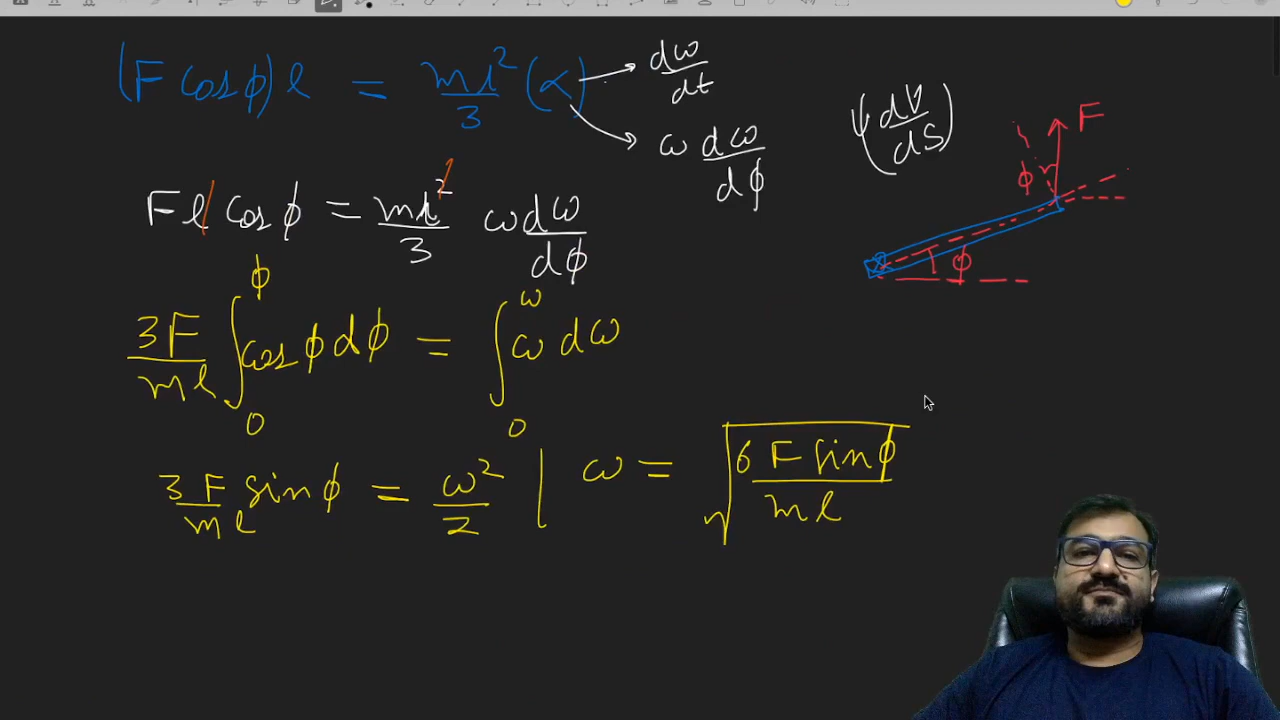 (F cos ϕ) l = ml²/3 (α) → dω/dt
→ ω dω/dϕ
(v dv/ds)
F
ϕ
ϕ
Fl cos ϕ = ml²/3 ω dω/dϕ
3F/ml ∫₀^ϕ cos ϕ dϕ = ∫₀^ω ω dω
3F/ml sin ϕ = ω²/2 | ω = √(6 F sin ϕ / ml)